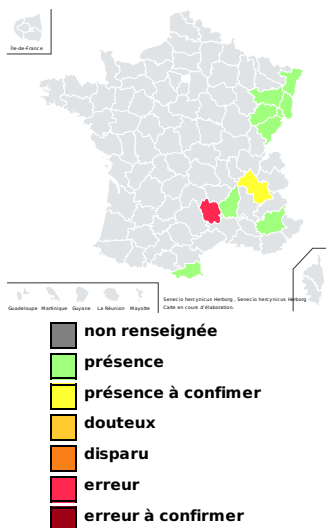 Île-de-France
Guadeloupe Martinique Guyane La Réunion Mayotte
Senecio hercynicus Herborg , Senecio hercynicus Herborg
Carte en cours d'élaboration.
non renseignée
présence
présence à confimer
douteux
disparu
erreur
erreur à confirmer